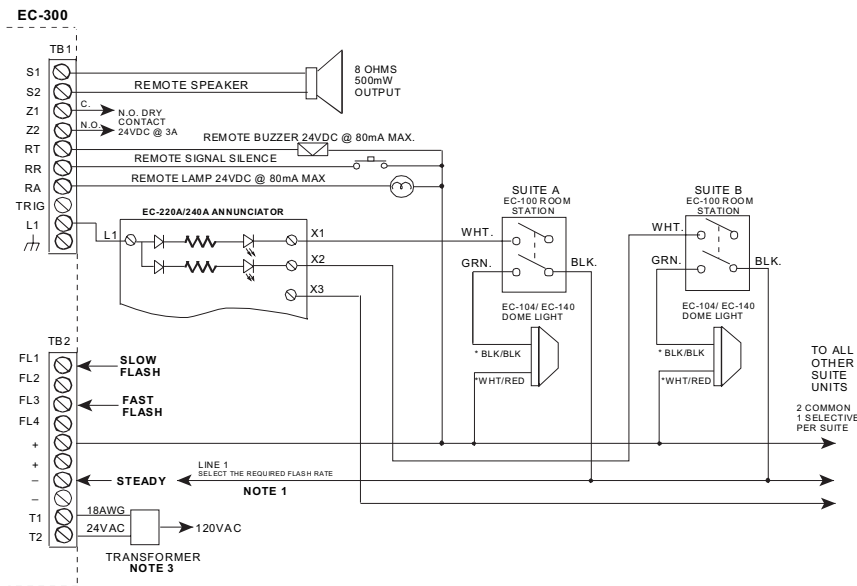 EC-300
TB1
S1
S2
Z1
Z2
RT
RR
RA
TRIG
L1
REMOTE SPEAKER
8 OHMS
500mW
OUTPUT
C.
N.O.
N.O. DRY
CONTACT
24VDC @ 3A
REMOTE BUZZER 24VDC @ 80mA MAX.
REMOTE SIGNAL SILENCE
REMOTE LAMP 24VDC @ 80mA MAX
EC-220A/240A ANNUNCIATOR
L1
X1
X2
X3
SUITE A
EC-100 ROOM
STATION
WHT.
GRN.
BLK.
EC-104/ EC-140
DOME LIGHT
* BLK/BLK
*WHT/RED
SUITE B
EC-100 ROOM
STATION
WHT.
GRN.
BLK.
EC-104/ EC-140
DOME LIGHT
* BLK/BLK
*WHT/RED
TO ALL
OTHER
SUITE
UNITS
2 COMMON
1 SELECTIVE
PER SUITE
TB2
FL1
FL2
FL3
FL4
+
+
–
–
T1
T2
SLOW
FLASH
FAST
FLASH
STEADY
LINE 1
SELECT THE REQUIRED FLASH RATE
NOTE 1
18AWG
24VAC
120VAC
TRANSFORMER
NOTE 3